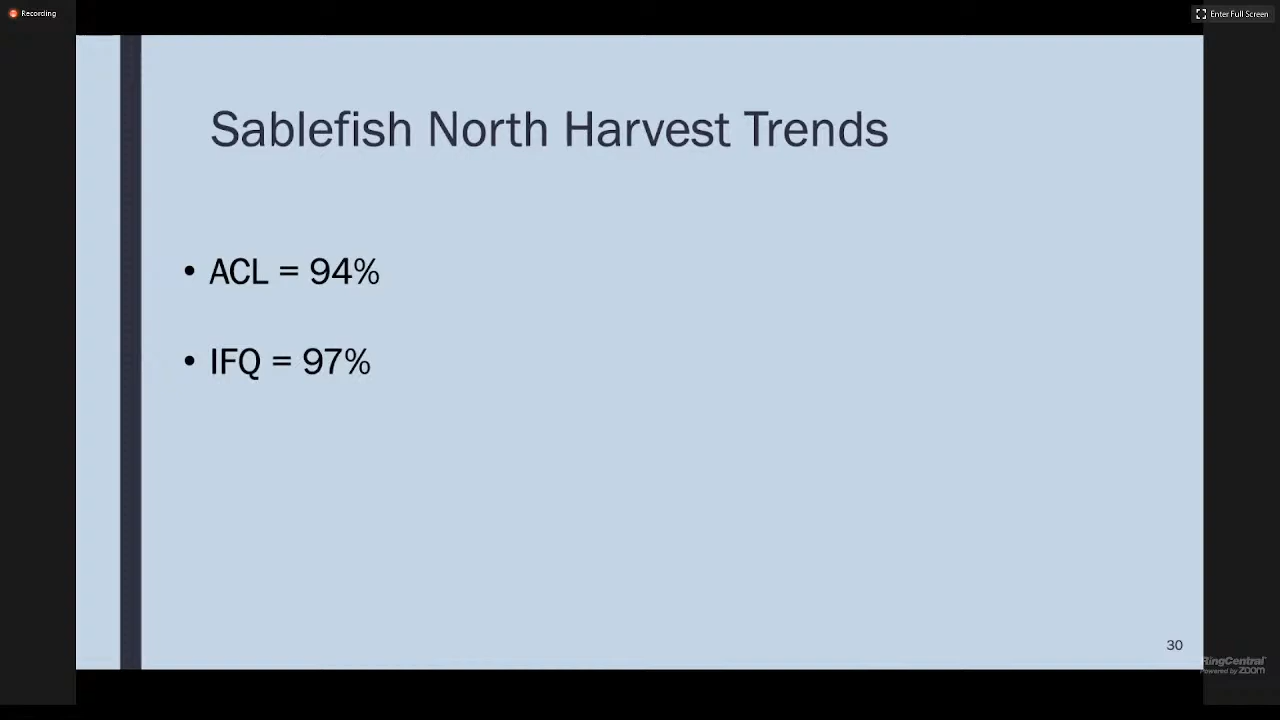 Recording
Enter Full Screen
Sablefish North Harvest Trends
• ACL = 94%
• IFQ = 97%
30
RingCentral
Powered by zoom